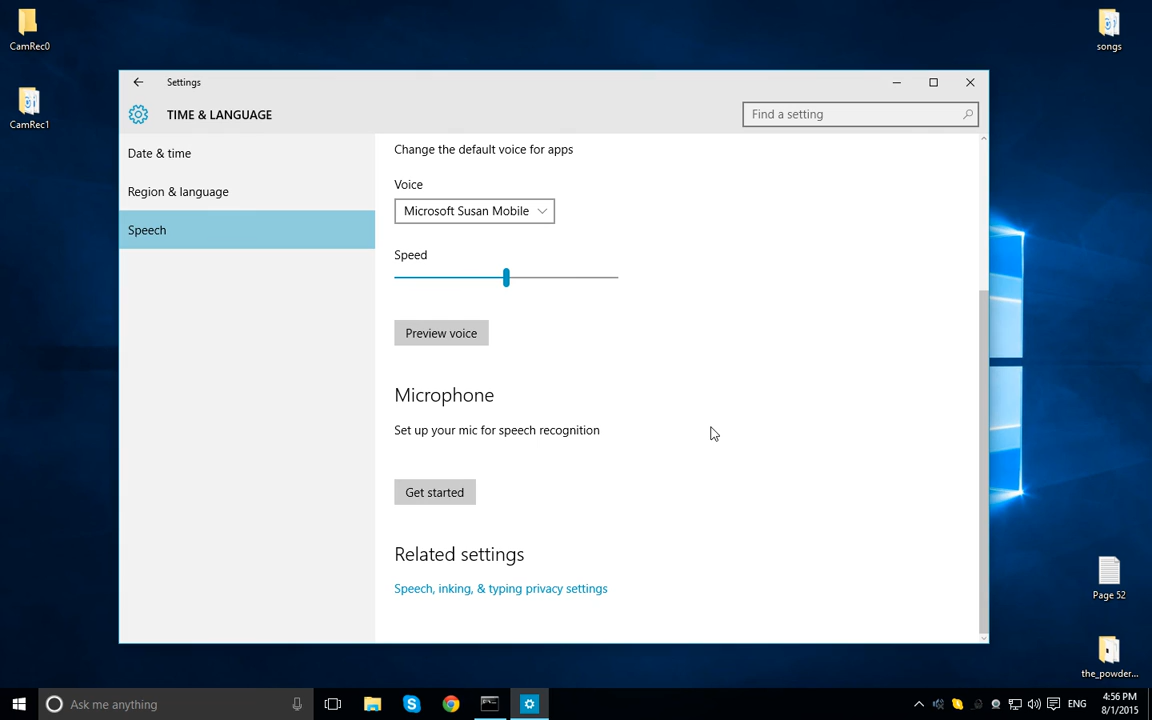 CamRec0
songs
CamRec1
Settings
TIME & LANGUAGE
Find a setting
Date & time
Region & language
Speech
Change the default voice for apps
Voice
Microsoft Susan Mobile
Speed
Preview voice
Microphone
Set up your mic for speech recognition
Get started
Related settings
Speech, inking, & typing privacy settings
Page 52
the_powder...
Ask me anything
ENG
4:56 PM
8/1/2015